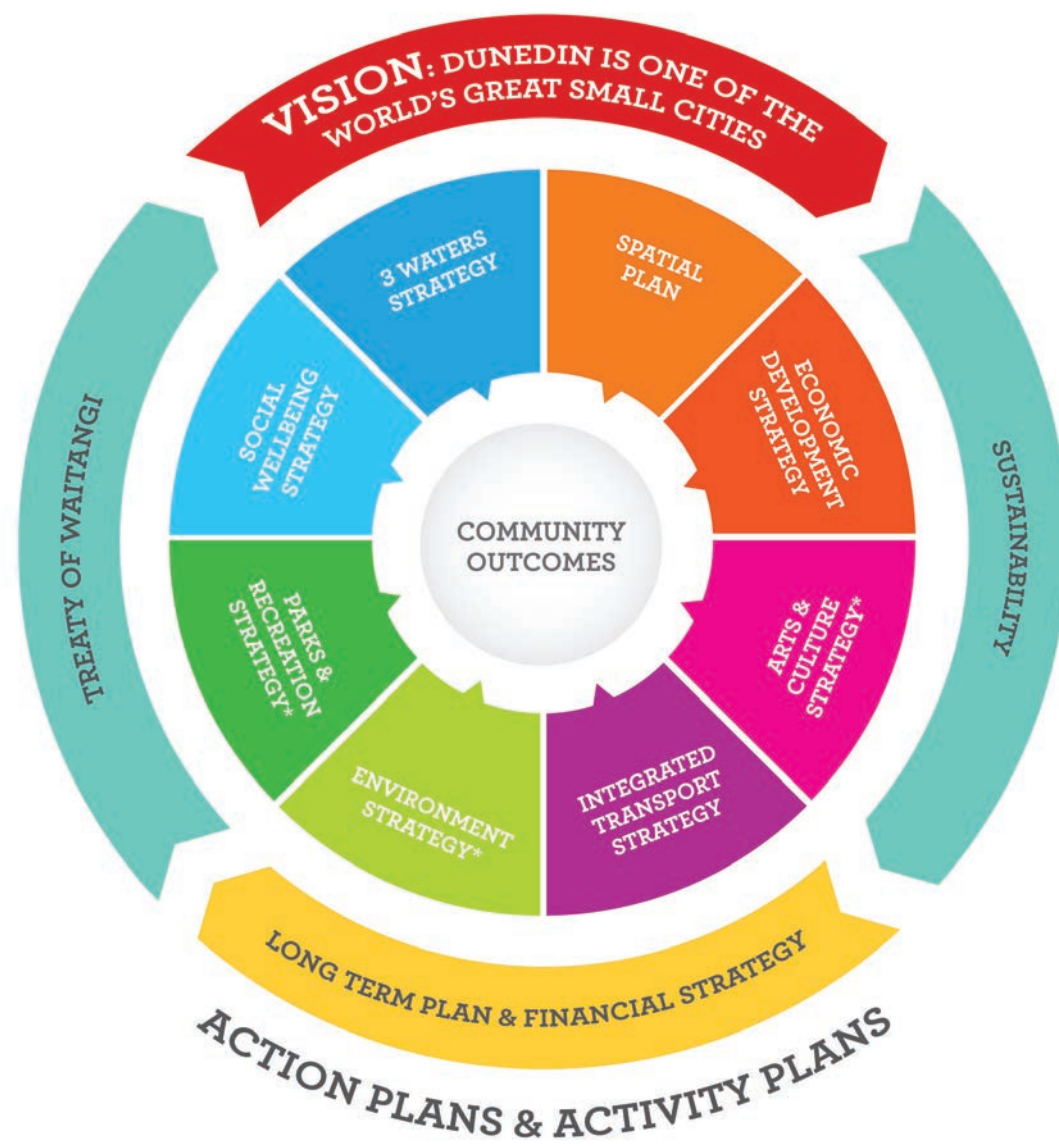 VISION: DUNEDIN IS ONE OF THE
WORLD'S GREAT SMALL CITIES
SPATIAL
PLAN
ECONOMIC
DEVELOPMENT
STRATEGY
ARTS &
CULTURE
STRATEGY*
INTEGRATED
TRANSPORT
STRATEGY
ENVIRONMENT
STRATEGY*
PARKS &
RECREATION
STRATEGY*
SOCIAL
WELLBEING
STRATEGY
3 WATERS
STRATEGY
COMMUNITY
OUTCOMES
SUSTAINABILITY
LONG TERM PLAN & FINANCIAL STRATEGY
TREATY OF WAITANGI
ACTION PLANS & ACTIVITY PLANS